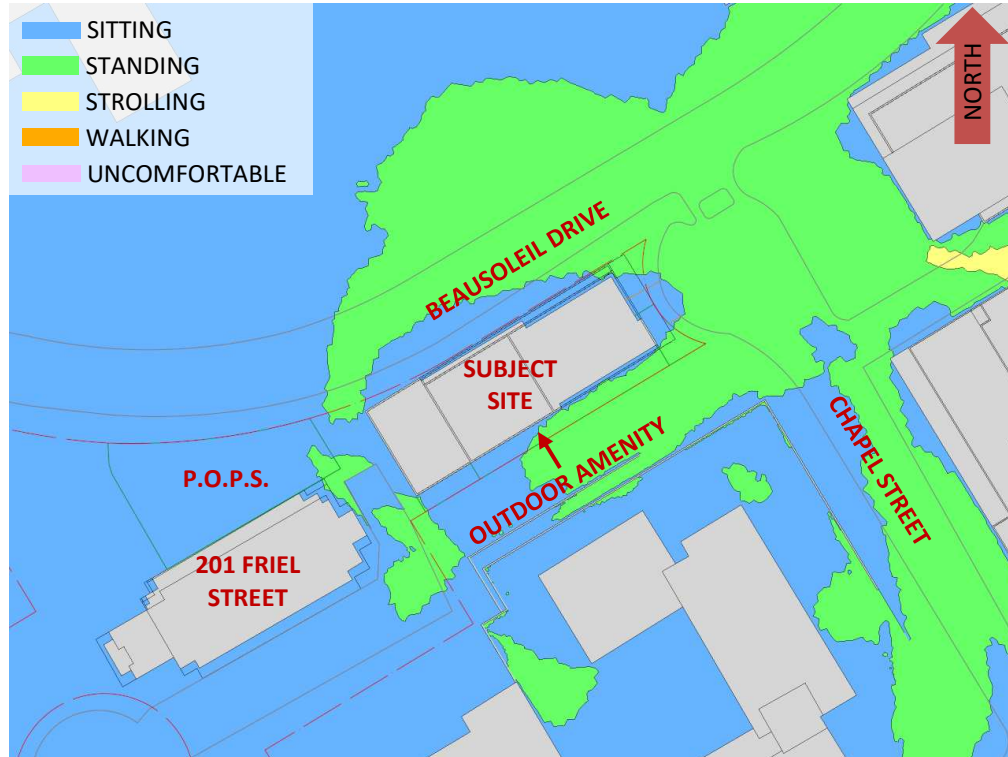 SITTING
STANDING
STROLLING
WALKING
UNCOMFORTABLE
NORTH
BEAUSOLEIL DRIVE
SUBJECT
SITE
P.O.P.S.
OUTDOOR AMENITY
CHAPEL STREET
201 FRIEL
STREET